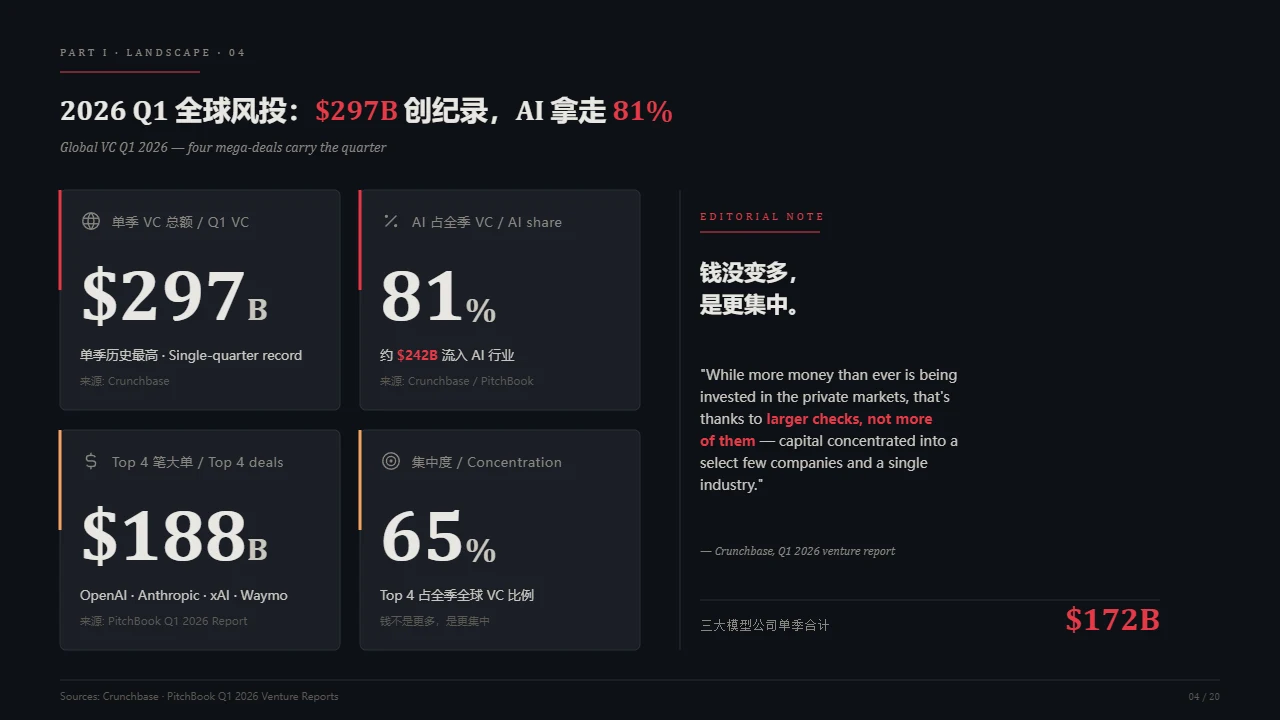 PART I · LANDSCAPE · 04
2026 Q1 全球风投：$297B 创纪录，AI 拿走 81%
Global VC Q1 2026 — four mega-deals carry the quarter
单季 VC 总额 / Q1 VC
$297B
单季历史最高 · Single-quarter record
来源: Crunchbase
AI 占全季 VC / AI share
81%
约 $242B 流入 AI 行业
来源: Crunchbase / PitchBook
Top 4 笔大单 / Top 4 deals
$188B
OpenAI · Anthropic · xAI · Waymo
来源: PitchBook Q1 2026 Report
集中度 / Concentration
65%
Top 4 占全季全球 VC 比例
钱不是更多，是更集中
EDITORIAL NOTE
钱没变多，
是更集中。
"While more money than ever is being
invested in the private markets, that's
thanks to larger checks, not more
of them — capital concentrated into a
select few companies and a single
industry."
— Crunchbase, Q1 2026 venture report
三大模型公司单季合计
$172B
Sources: Crunchbase · PitchBook Q1 2026 Venture Reports
04 / 20